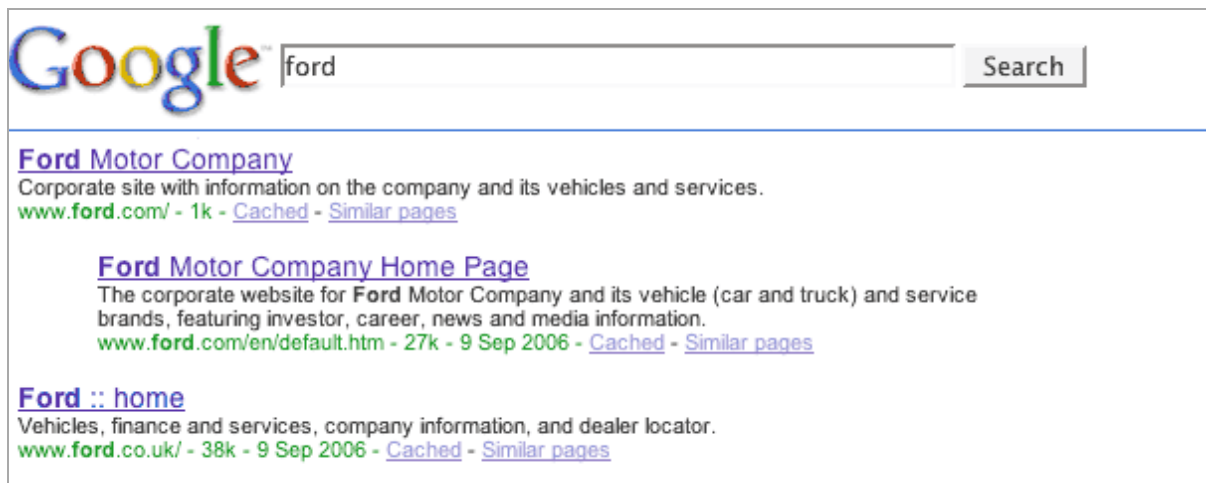 Google™ ford Search
Ford Motor Company
Corporate site with information on the company and its vehicles and services.
www.ford.com/ - 1k - Cached - Similar pages
Ford Motor Company Home Page
The corporate website for Ford Motor Company and its vehicle (car and truck) and service
brands, featuring investor, career, news and media information.
www.ford.com/en/default.htm - 27k - 9 Sep 2006 - Cached - Similar pages
Ford :: home
Vehicles, finance and services, company information, and dealer locator.
www.ford.co.uk/ - 38k - 9 Sep 2006 - Cached - Similar pages